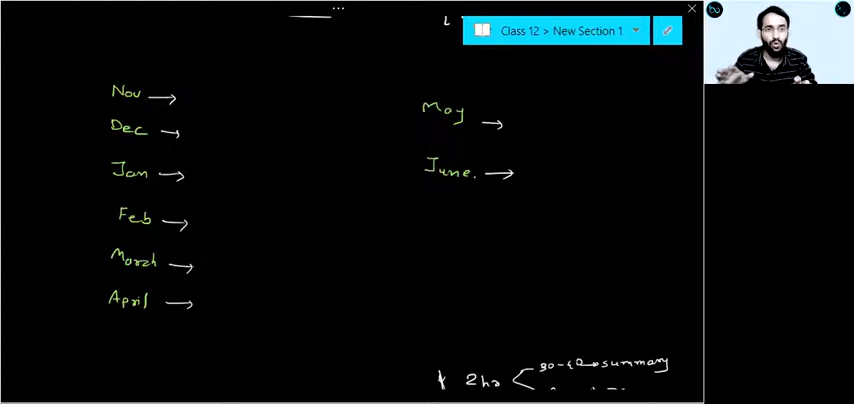 Class 12 > New Section 1
Nov →
Dec →
Jan →
Feb →
March →
April →
May →
June. →
2hr
summary